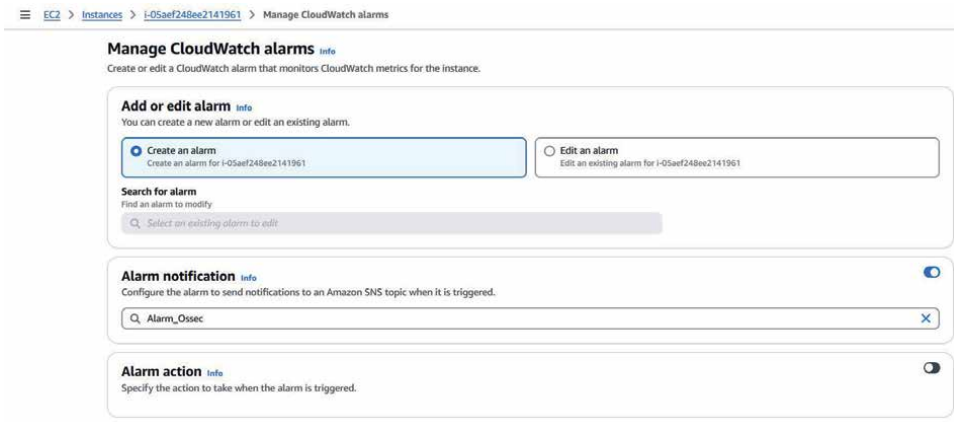 EC2 > Instances > i-05aef248ee2141961 > Manage CloudWatch alarms
Manage CloudWatch alarms Info
Create or edit a CloudWatch alarm that monitors CloudWatch metrics for the instance.
Add or edit alarm Info
You can create a new alarm or edit an existing alarm.
Create an alarm
Create an alarm for i-05aef248ee2141961
Edit an alarm
Edit an existing alarm for i-05aef248ee2141961
Search for alarm
Find an alarm to modify
Select an existing alarm to edit
Alarm notification Info
Configure the alarm to send notifications to an Amazon SNS topic when it is triggered.
Alarm_Ossec
Alarm action Info
Specify the action to take when the alarm is triggered.